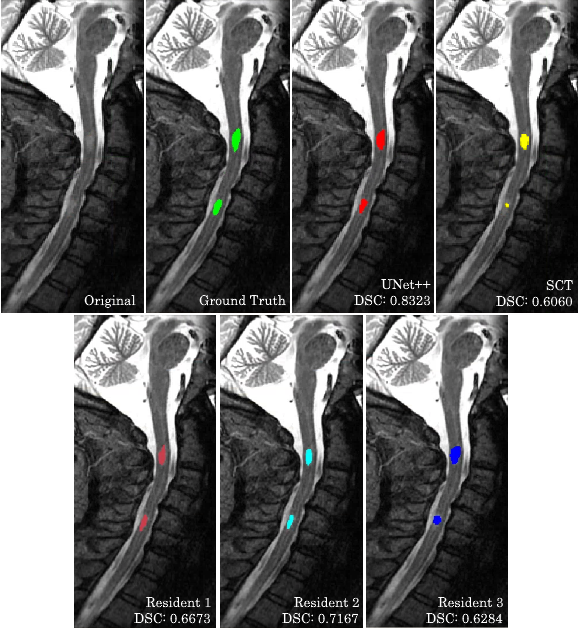 Original
Ground Truth
UNet++
DSC: 0.8323
SCT
DSC: 0.6060
Resident 1
DSC: 0.6673
Resident 2
DSC: 0.7167
Resident 3
DSC: 0.6284